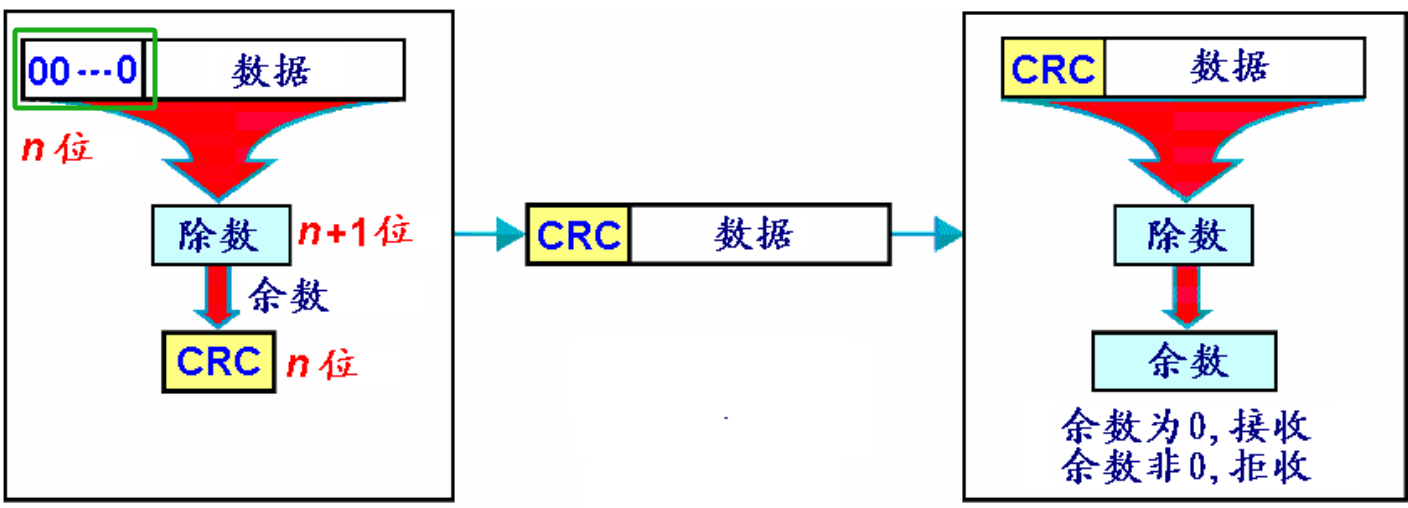 00---0 数据
n 位
除数 n+1位
余数
CRC n 位
CRC 数据
CRC 数据
除数
余数
余数为0,接收
余数非0,拒收